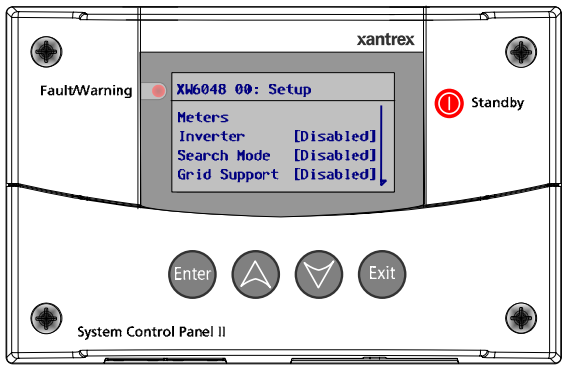 xantrex
Fault/Warning
XW6048 00: Setup
Standby
Meters
Inverter [Disabled]
Search Mode [Disabled]
Grid Support [Disabled]
Enter
Exit
System Control Panel II